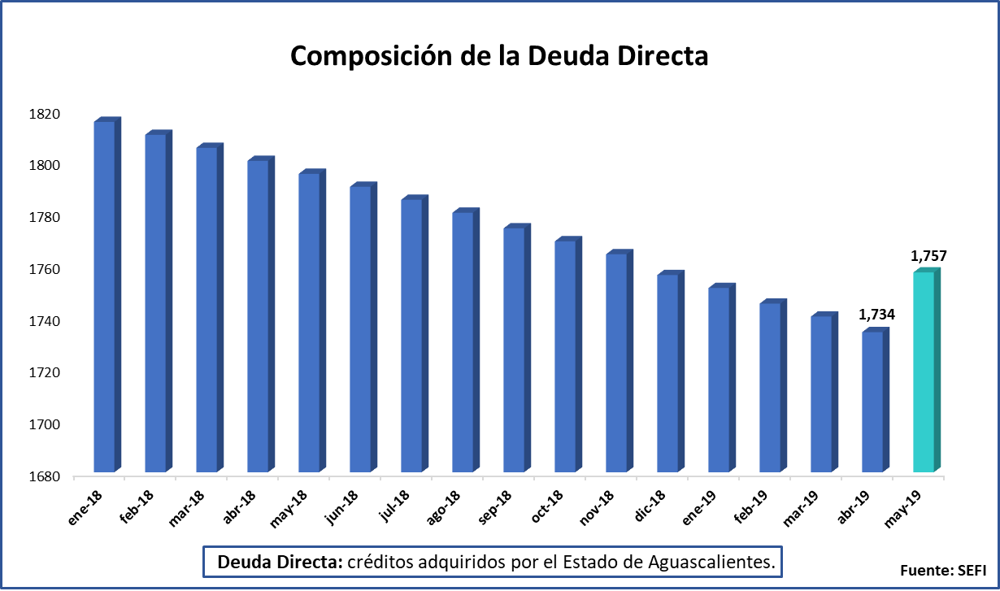 Composición de la Deuda Directa
1820
1800
1780
1760
1740
1720
1700
1680
1,734
1,757
ene-18
feb-18
mar-18
abr-18
may-18
jun-18
jul-18
ago-18
sep-18
oct-18
nov-18
dic-18
ene-19
feb-19
mar-19
abr-19
may-19
Deuda Directa: créditos adquiridos por el Estado de Aguascalientes.
Fuente: SEFI